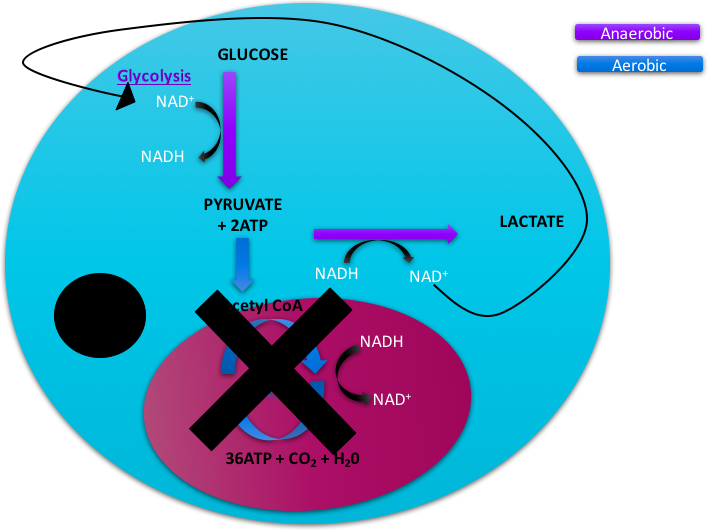 Anaerobic
Aerobic
GLUCOSE
Glycolysis
NAD⁺
NADH
PYRUVATE
+ 2ATP
LACTATE
NADH
NAD⁺
cetyl CoA
NADH
NAD⁺
36ATP + CO₂ + H₂0